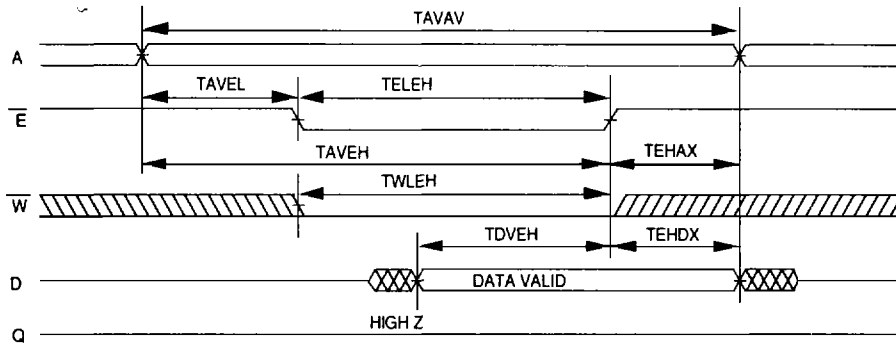 TAVAV
A
TAVEL TELEH
E
TAVEH TEHAX
TWLEH
W
TDVEH TEHDX
D DATA VALID
HIGH Z
Q